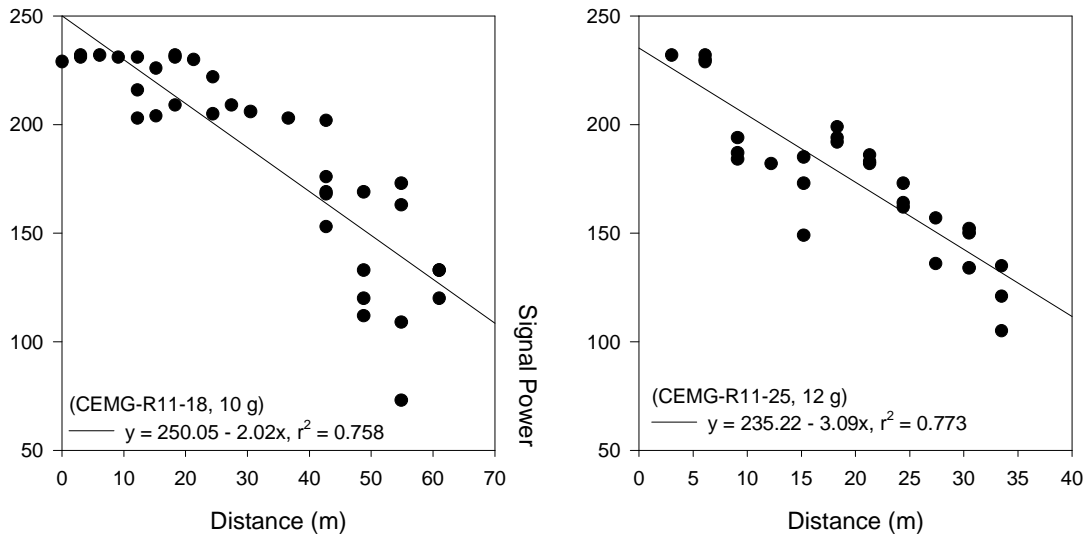 250
200
150
100
50
(CEMG-R11-18, 10 g)
y = 250.05 - 2.02x, r² = 0.758
0 10 20 30 40 50 60 70
Distance (m)
Signal Power
250
200
150
100
50
(CEMG-R11-25, 12 g)
y = 235.22 - 3.09x, r² = 0.773
0 5 10 15 20 25 30 35 40
Distance (m)